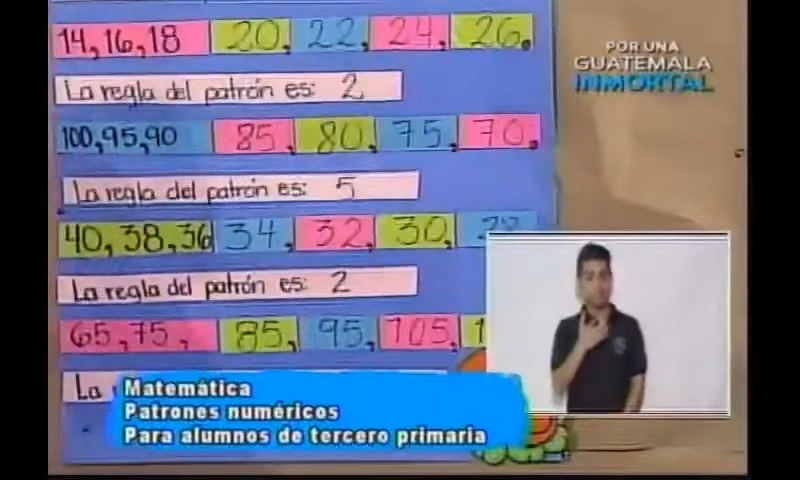 14, 16, 18 20, 22, 24, 26.
La regla del patrón es: 2
100, 95, 90 85, 80, 75, 70.
La regla del patrón es: 5
40, 38, 36 34, 32, 30,
La regla del patrón es: 2
65, 75, 85, 95, 105,
La
POR UNA
GUATEMALA
INMORTAL
Matemática
Patrones numéricos
Para alumnos de tercero primaria